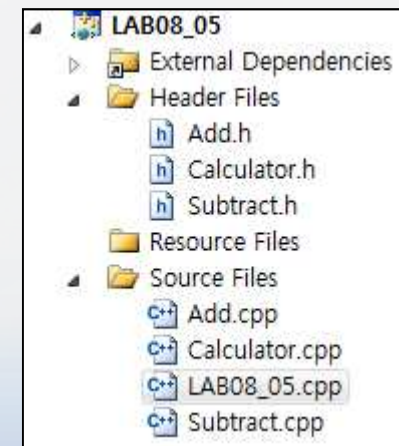 LAB08_05
External Dependencies
Header Files
Add.h
Calculator.h
Subtract.h
Resource Files
Source Files
Add.cpp
Calculator.cpp
LAB08_05.cpp
Subtract.cpp